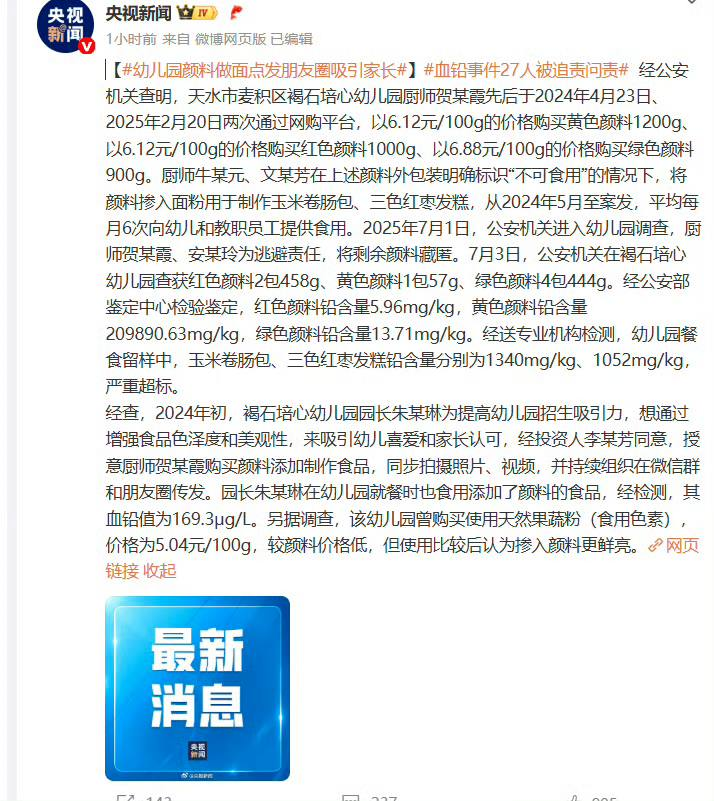 央视新闻
央视新闻 IV
1小时前 来自 微博网页版 已编辑
【#幼儿园颜料做面点发朋友圈吸引家长#】#血铅事件27人被追责问责# 经公安
机关查明，天水市麦积区褐石培心幼儿园厨师贺某霞先后于2024年4月23日、
2025年2月20日两次通过网购平台，以6.12元/100g的价格购买黄色颜料1200g、
以6.12元/100g的价格购买红色颜料1000g、以6.88元/100g的价格购买绿色颜料
900g。厨师牛某元、文某芳在上述颜料外包装明确标识“不可食用”的情况下，将
颜料掺入面粉用于制作玉米卷肠包、三色红枣发糕，从2024年5月至案发，平均每
月6次向幼儿和教职员工提供食用。2025年7月1日，公安机关进入幼儿园调查，厨
师贺某霞、安某玲为逃避责任，将剩余颜料藏匿。7月3日，公安机关在褐石培心
幼儿园查获红色颜料2包458g、黄色颜料1包57g、绿色颜料4包444g。经公安部
鉴定中心检验鉴定，红色颜料铅含量5.96mg/kg，黄色颜料铅含量
209890.63mg/kg，绿色颜料铅含量13.71mg/kg。经送专业机构检测，幼儿园餐
食留样中，玉米卷肠包、三色红枣发糕铅含量分别为1340mg/kg、1052mg/kg，
严重超标。
经查，2024年初，褐石培心幼儿园园长朱某琳为提高幼儿园招生吸引力，想通过
增强食品色泽度和美观性，来吸引幼儿喜爱和家长认可，经投资人李某芳同意，授
意厨师贺某霞购买颜料添加制作食品，同步拍摄照片、视频，并持续组织在微信群
和朋友圈传发。园长朱某琳在幼儿园就餐时也食用添加了颜料的食品，经检测，其
血铅值为169.3μg/L。另据调查，该幼儿园曾购买使用天然果蔬粉（食用色素），
价格为5.04元/100g，较颜料价格低，但使用比较后认为掺入颜料更鲜亮。网页
链接 收起
最新
消息
央视
新闻
@央视新闻